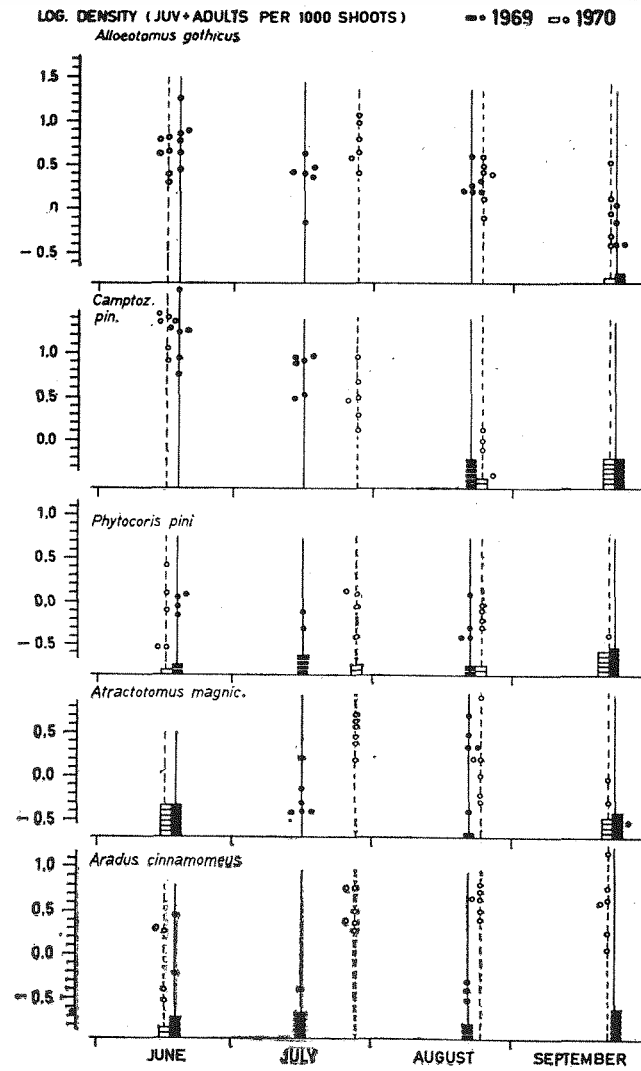 LOG. DENSITY (JUV+ADULTS PER 1000 SHOOTS) 1969 1970
Alloeotomus gothicus
1.5
1.0
0.5
0
- 0.5
Camptoz.
pin.
1.0
0.5
0.0
Phytocoris pini
1.0
0.5
0.0
- 0.5
Atractotomus magnic.
0.5
0.0
- 0.5
Aradus cinnamomeus
1.0
0.5
0.0
- 0.5
JUNE JULY AUGUST SEPTEMBER